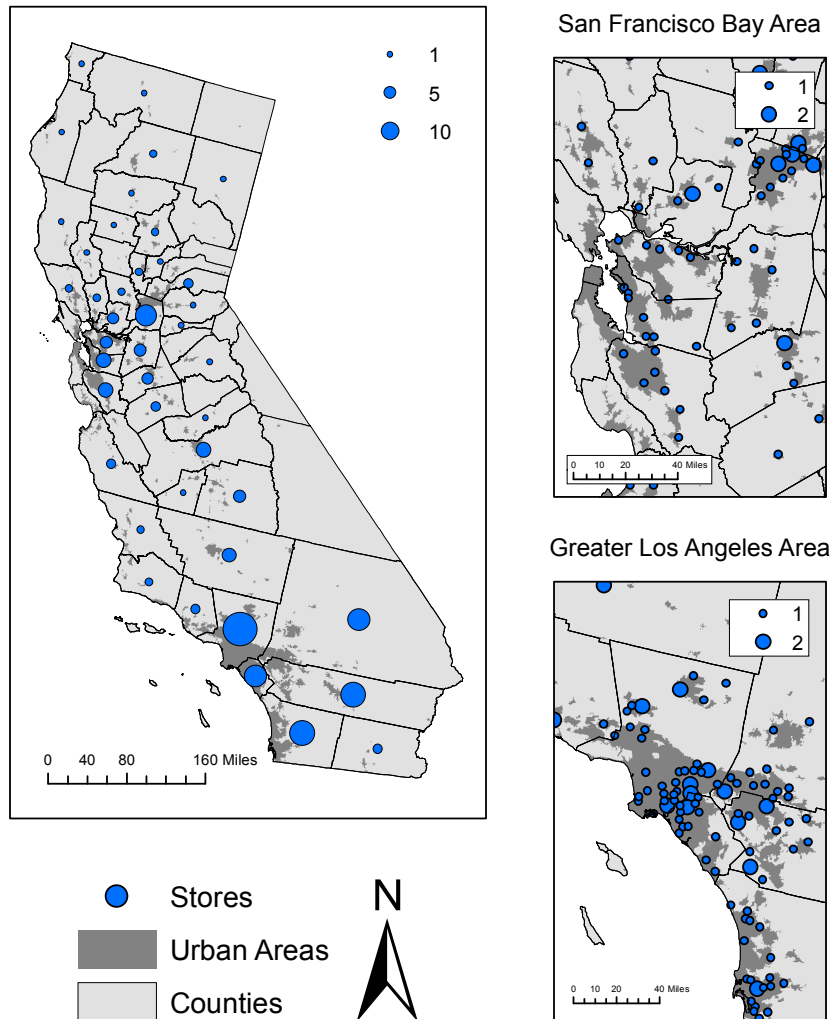 1
5
10
0 40 80 160 Miles
San Francisco Bay Area
1
2
0 10 20 40 Miles
Greater Los Angeles Area
1
2
0 10 20 40 Miles
Stores
Urban Areas
Counties
N